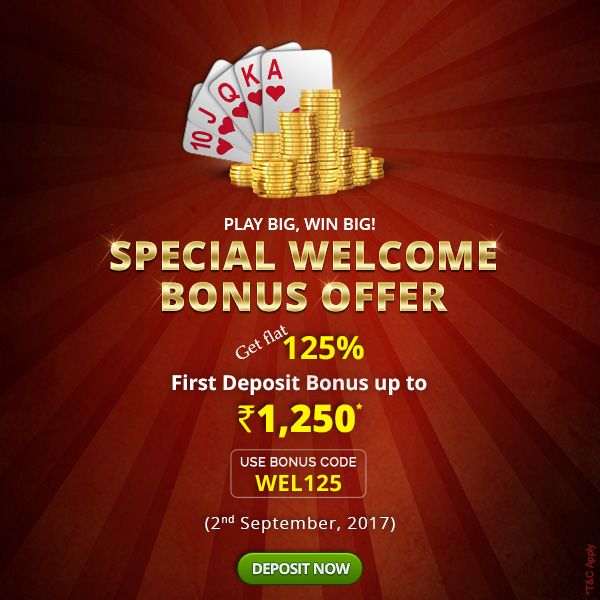 10 J Q K A
PLAY BIG, WIN BIG!
SPECIAL WELCOME
BONUS OFFER
Get flat 125%
First Deposit Bonus up to
₹1,250*
USE BONUS CODE
WEL125
(2nd September, 2017)
DEPOSIT NOW
*T&C Apply